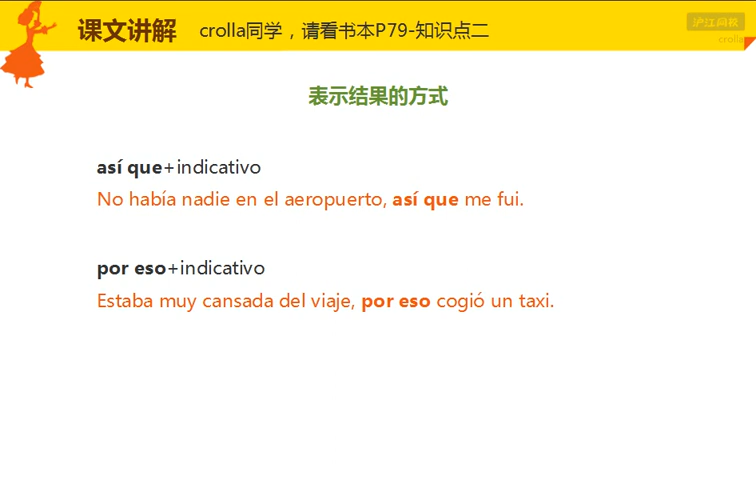 课文讲解 crolla同学，请看书本P79-知识点二
沪江网校
crolla
表示结果的方式
así que+indicativo
No había nadie en el aeropuerto, así que me fui.
por eso+indicativo
Estaba muy cansada del viaje, por eso cogió un taxi.